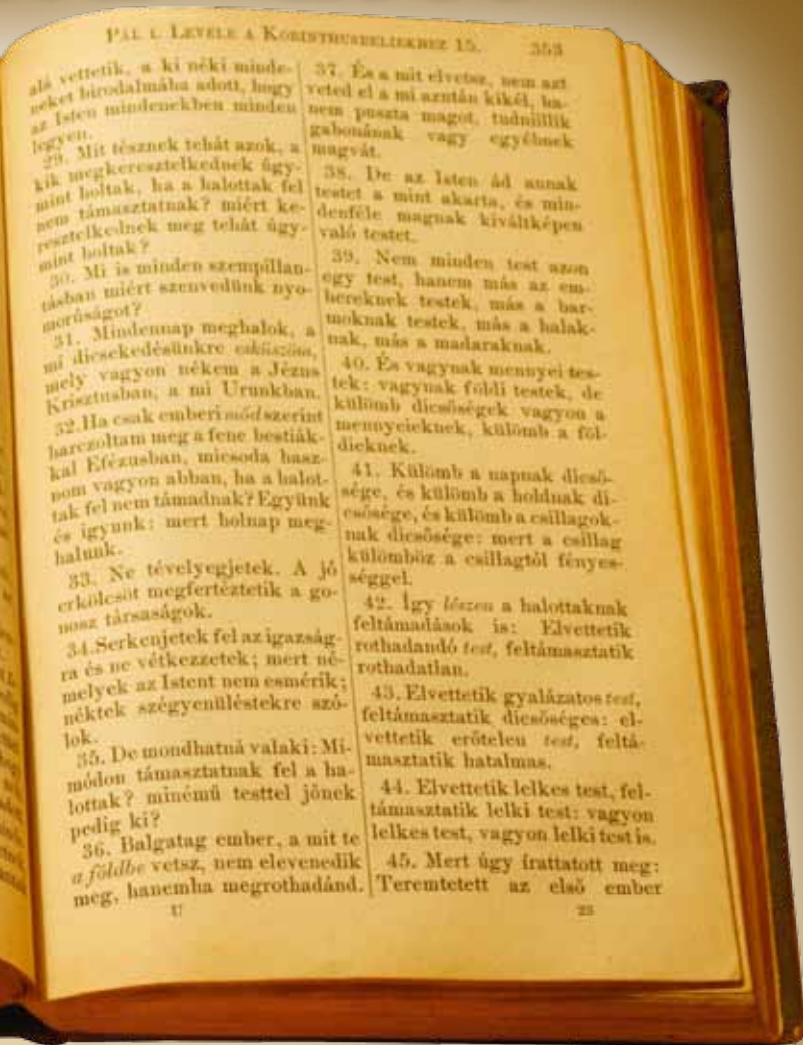 PÁL I. LEVELE A KORINTHUSBELIEKHEZ 15. 353
alá vettetik, a ki néki minde-
neket birodalmába adott, hogy
az Isten mindenekben minden
legyen.
29. Mit tésznek tehát azok, a
kik megkeresztelkednek úgy-
mint holtak, ha a halottak fel
nem támasztatnak? miért ke-
resztelkednek meg tehát úgy-
mint holtak?
30. Mi is minden szempillan-
tásban miért szenvedünk nyo-
morúságot?
31. Mindennap meghalok, a
mi dicsekedésünkre esküszöm,
mely vagyon nékem a Jézus
Krisztusban, a mi Urunkban.
32. Ha csak emberi mód szerint
harczoltam meg a fene bestiák-
kal Efézusban, micsoda hasz-
nom vagyon abban, ha a halot-
tak fel nem támadnak? Együnk
és igyunk: mert holnap meg-
halunk.
33. Ne tévelyegjetek. A jó
erkölcsöt megfertéztetik a go-
nosz társaságok.
34. Serkenjetek fel az igazság-
ra és ne vétkezzetek; mert né-
melyek az Istent nem esmérik;
néktek szégyenüléstekre szó-
lok.
35. De mondhatná valaki: Mi-
módon támasztatnak fel a ha-
lottak? minémű testtel jőnek
pedig ki?
36. Balgatag ember, a mit te
a földbe vetsz, nem elevenedik
meg, hanemha megrothadánd.
U
37. És a mit elvetsz, nem azt
veted el a mi azután kikél, ha-
nem puszta magot, tudniillik
gabonának vagy egyébnek
magvát.
38. De az Isten ád annak
testet a mint akarta, és min-
denféle magnak kiváltképen
való testet.
39. Nem minden test azon
egy test, hanem más az em-
bereknek testek, más a bar-
moknak testek, más a halak-
nak, más a madaraknak.
40. És vagynak mennyei tes-
tek: vagynak földi testek, de
külömb dicsőségek vagyon a
mennyeieknek, külömb a föl-
dieknek.
41. Külömb a napnak dicső-
sége, és külömb a holdnak di-
csősége, és külömb a csillagok-
nak dicsősége: mert a csillag
külömböz a csillagtól fényes-
séggel.
42. Így lészen a halottaknak
feltámadások is: Elvettetik
rothadandó test, feltámasztatik
rothadatlan.
43. Elvettetik gyalázatos test,
feltámasztatik dicsőséges: el-
vettetik erőtelen test, feltá-
masztatik hatalmas.
44. Elvettetik lelkes test, fel-
támasztatik lelki test: vagyon
lelkes test, vagyon lelki test is.
45. Mert úgy írattatott meg:
Teremtetett az első ember
23